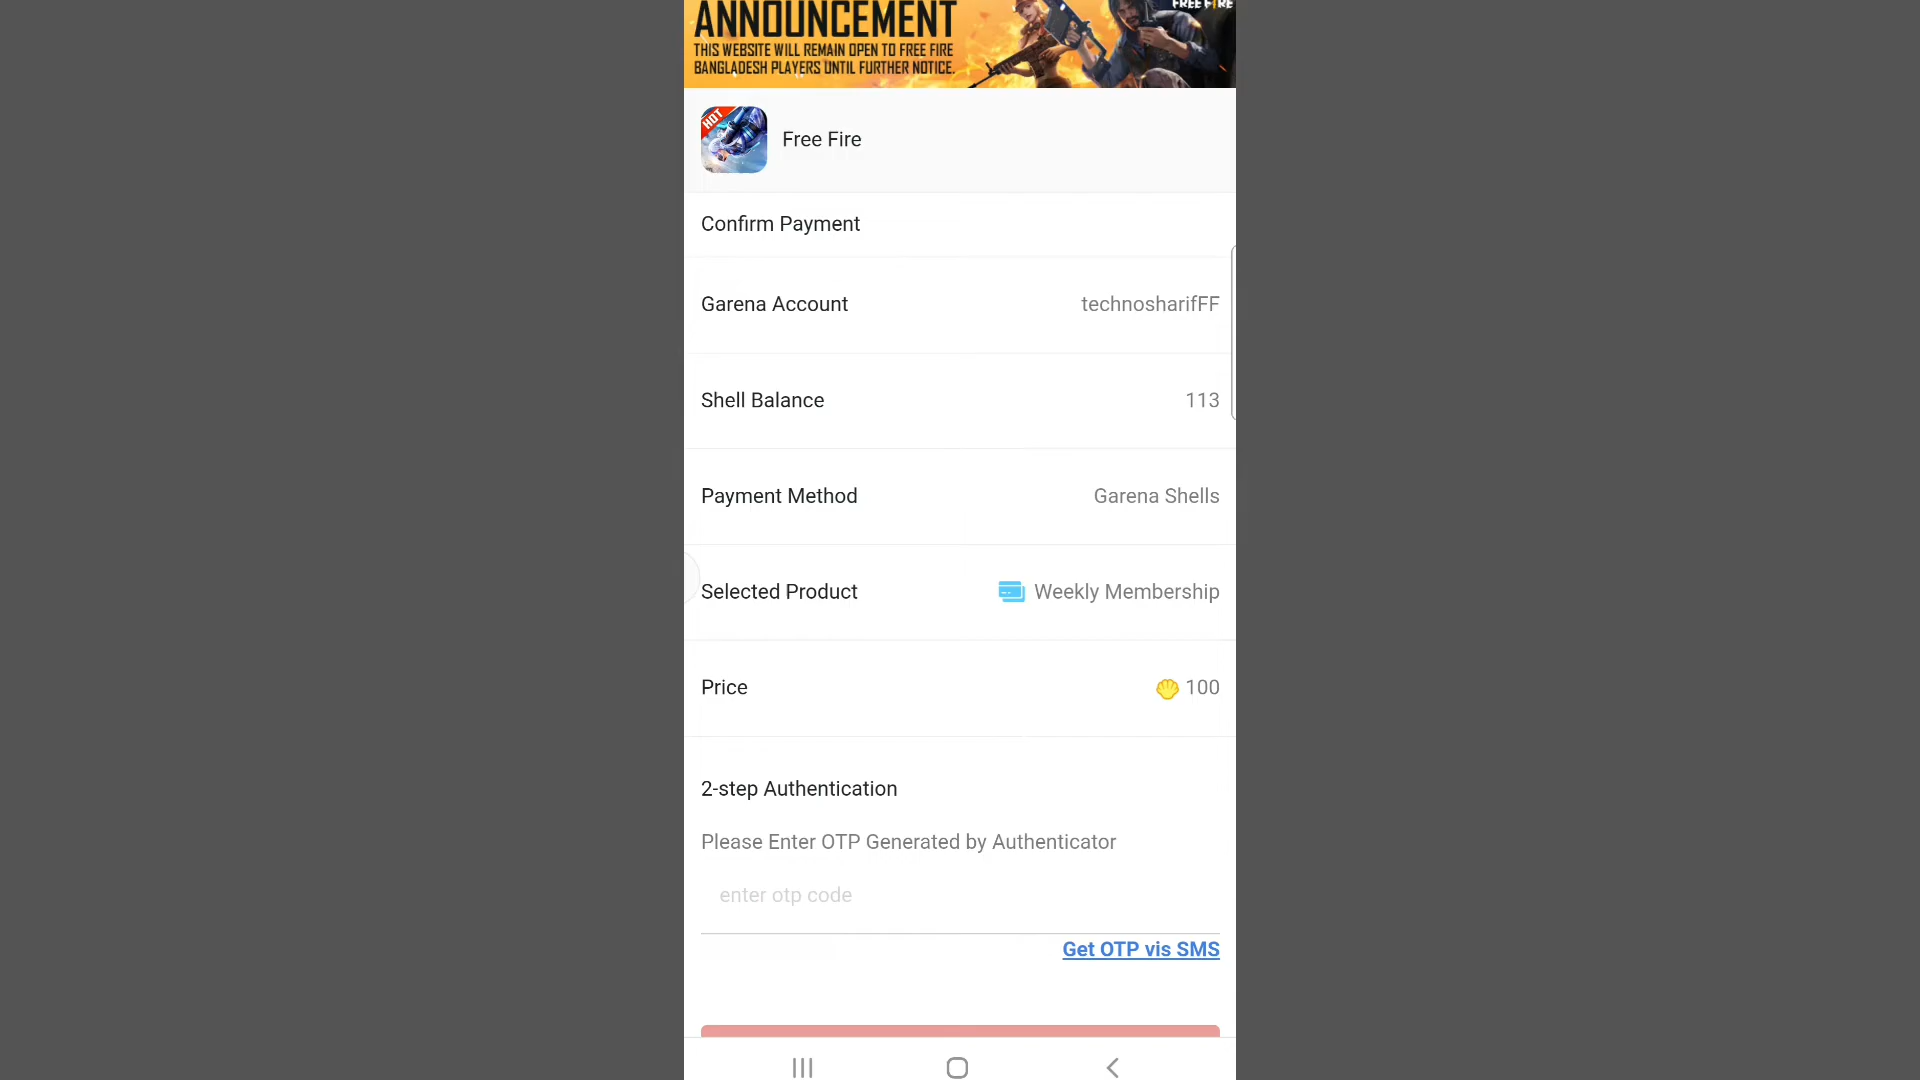 ANNOUNCEMENT
FREE FIRE
THIS WEBSITE WILL REMAIN OPEN TO FREE FIRE
BANGLADESH PLAYERS UNTIL FURTHER NOTICE.
HOT
Free Fire
Confirm Payment
Garena Account technosharifFF
Shell Balance 113
Payment Method Garena Shells
Selected Product Weekly Membership
Price 100
2-step Authentication
Please Enter OTP Generated by Authenticator
enter otp code
Get OTP vis SMS